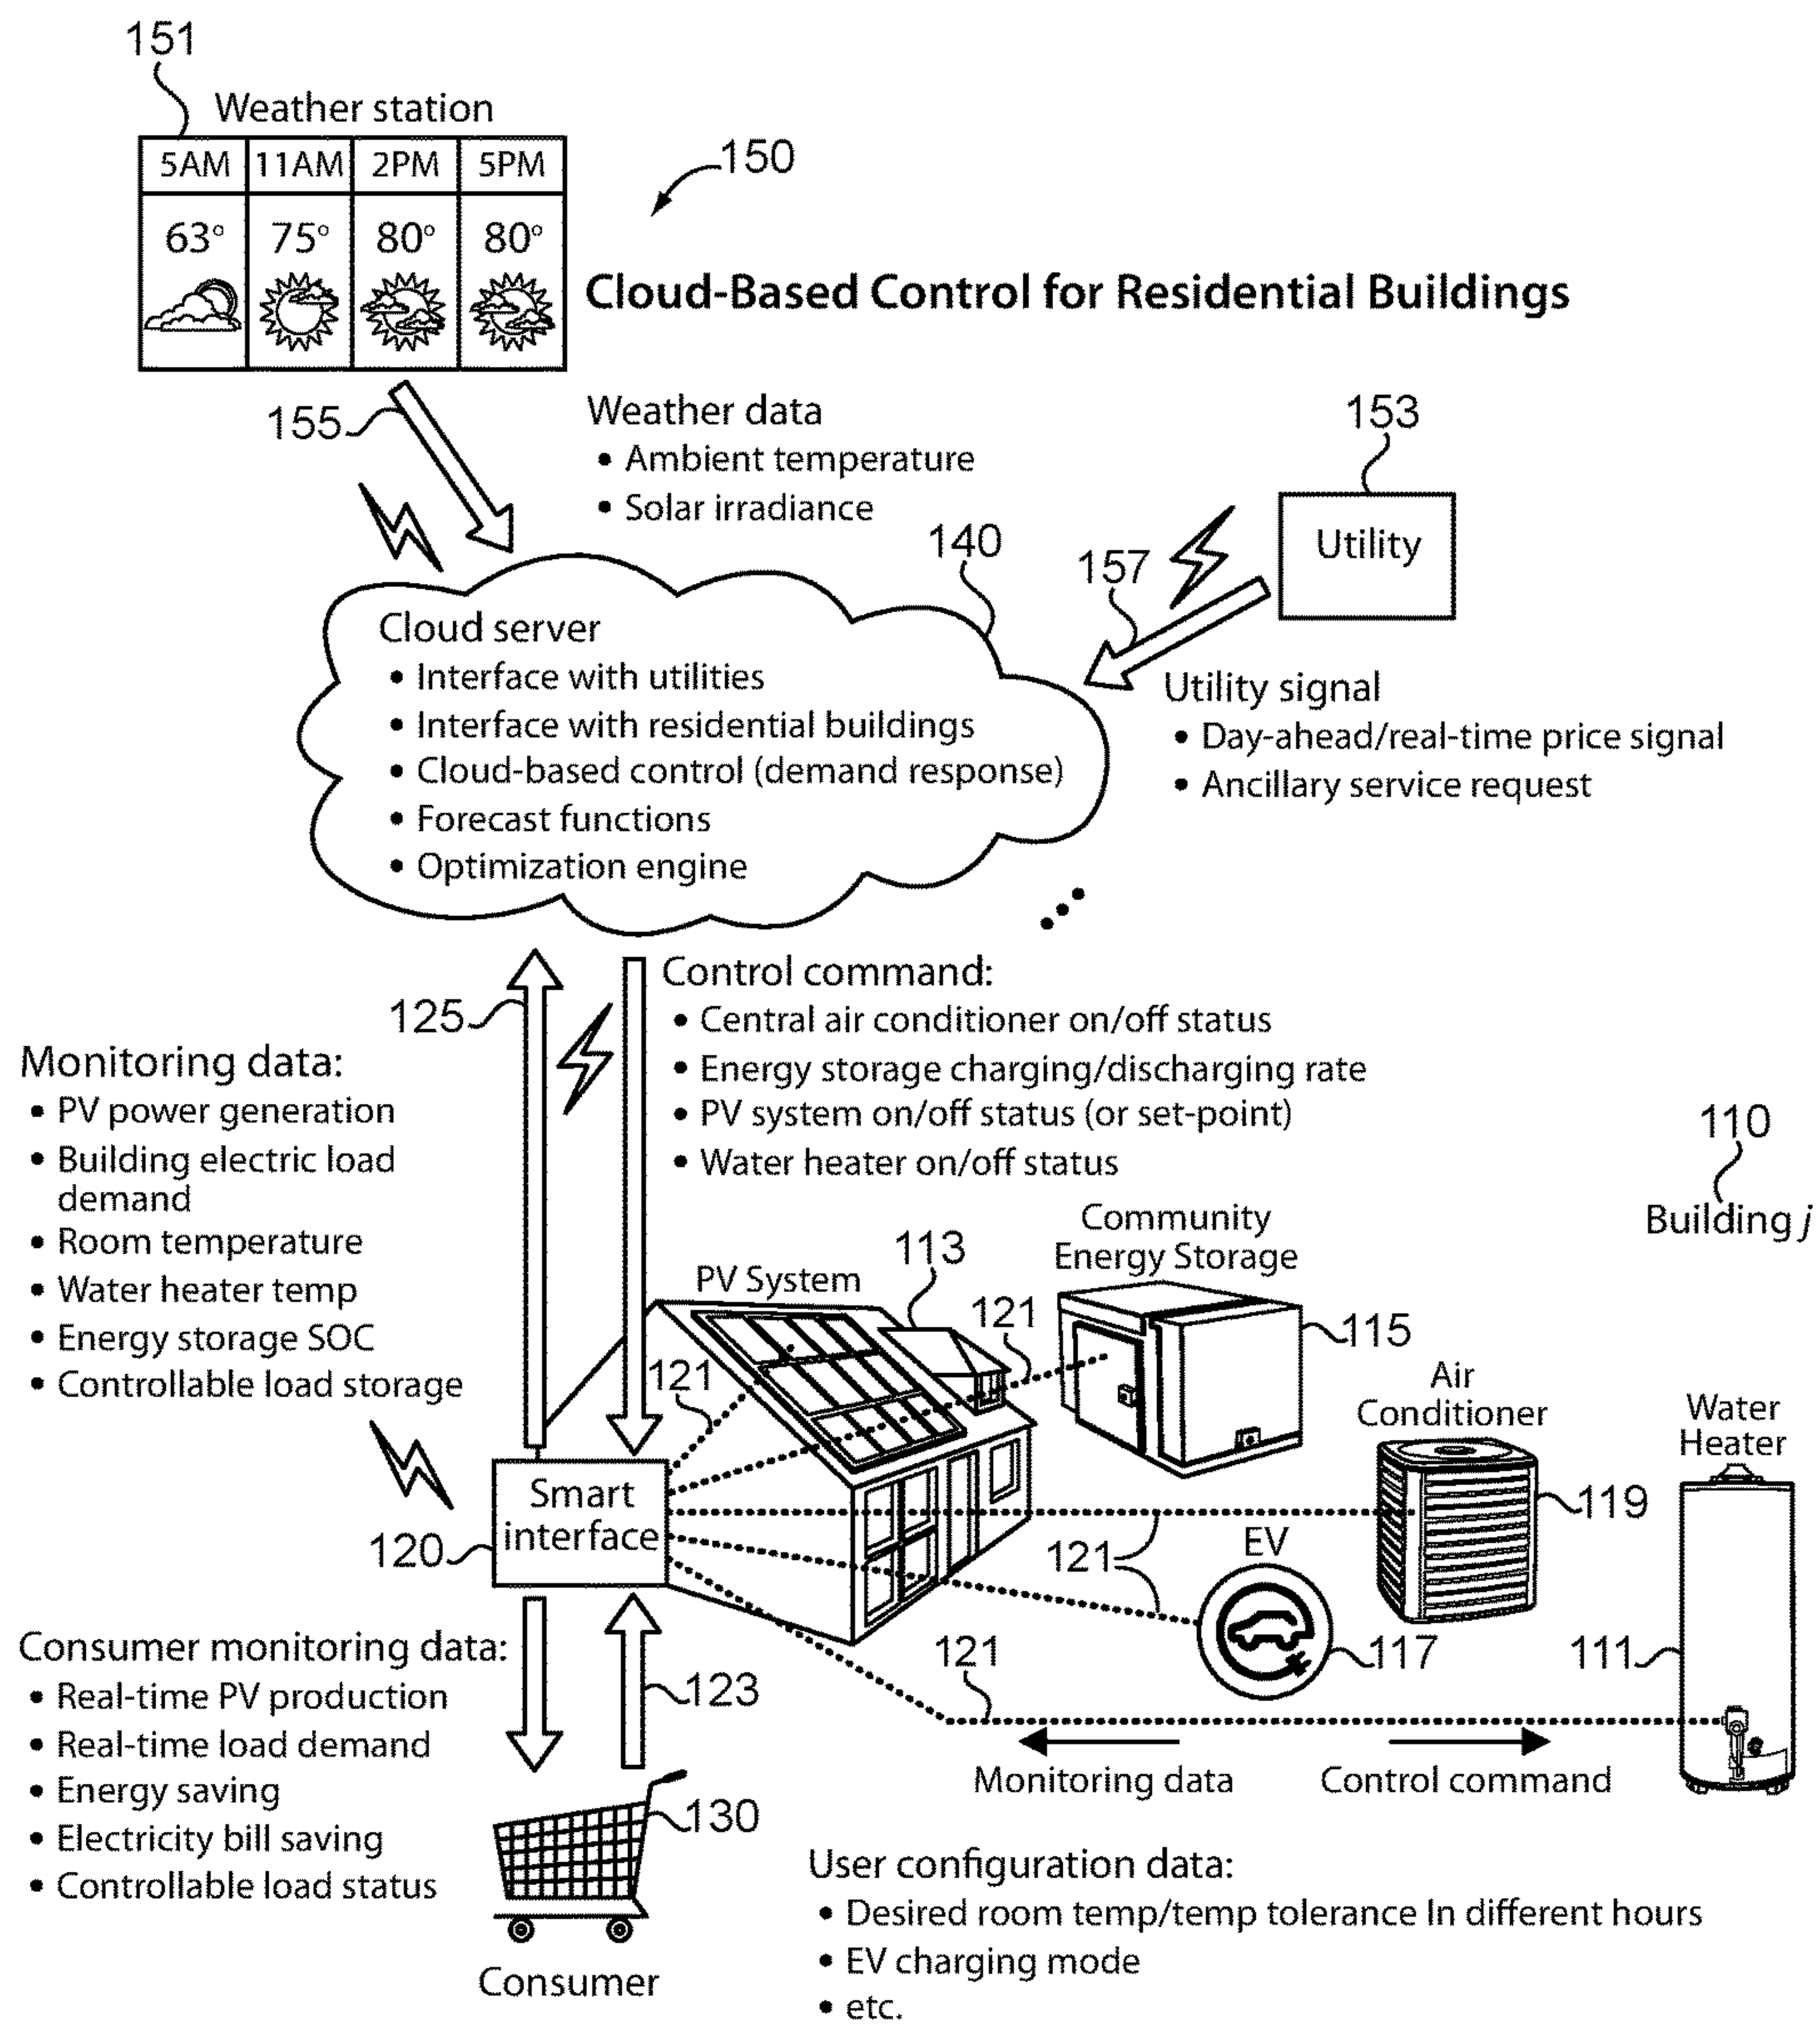 151
Weather station
5AM 11AM 2PM 5PM
63° 75° 80° 80°
150
Cloud-Based Control for Residential Buildings
155
Weather data
• Ambient temperature
• Solar irradiance
153
Utility
140
157
Utility signal
• Day-ahead/real-time price signal
• Ancillary service request
Cloud server
• Interface with utilities
• Interface with residential buildings
• Cloud-based control (demand response)
• Forecast functions
• Optimization engine
125
Control command:
• Central air conditioner on/off status
• Energy storage charging/discharging rate
• PV system on/off status (or set-point)
• Water heater on/off status
Monitoring data:
• PV power generation
• Building electric load
demand
• Room temperature
• Water heater temp
• Energy storage SOC
• Controllable load storage
110
Building j
PV System
113
Community
Energy Storage
121
121
115
Air
Conditioner
119
Water
Heater
Smart
interface
120
121
EV
117
111
121
Monitoring data
Control command
Consumer monitoring data:
• Real-time PV production
• Real-time load demand
• Energy saving
• Electricity bill saving
• Controllable load status
123
130
Consumer
User configuration data:
• Desired room temp/temp tolerance In different hours
• EV charging mode
• etc.